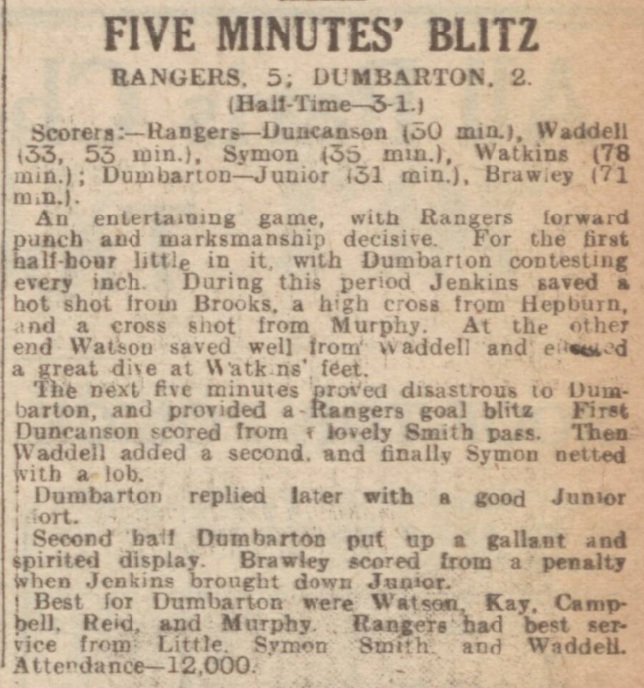 FIVE MINUTES' BLITZ
RANGERS, 5; DUMBARTON, 2.
(Half-Time—3-1.)
Scorers:—Rangers—Duncanson (30 min.), Waddell
(33, 53 min.), Symon (35 min.), Watkins (78
min.); Dumbarton—Junior (31 min.), Brawley (71
min.).
An entertaining game, with Rangers forward
punch and marksmanship decisive. For the first
half-hour little in it, with Dumbarton contesting
every inch. During this period Jenkins saved a
hot shot from Brooks, a high cross from Hepburn,
and a cross shot from Murphy. At the other
end Watson saved well from Waddell and
a great dive at Watkins' feet.
The next five minutes proved disastrous to Dum-
barton, and provided a Rangers goal blitz First
Duncanson scored from a lovely Smith pass. Then
Waddell added a second, and finally Symon netted
with a lob.
Dumbarton replied later with a good Junior
fort.
Second half Dumbarton put up a gallant and
spirited display. Brawley scored from a penalty
when Jenkins brought down Junior.
Best for Dumbarton were Watson, Kay, Camp-
bell, Reid, and Murphy. Rangers had best ser-
vice from Little, Symon Smith, and Waddell.
Attendance—12,000.